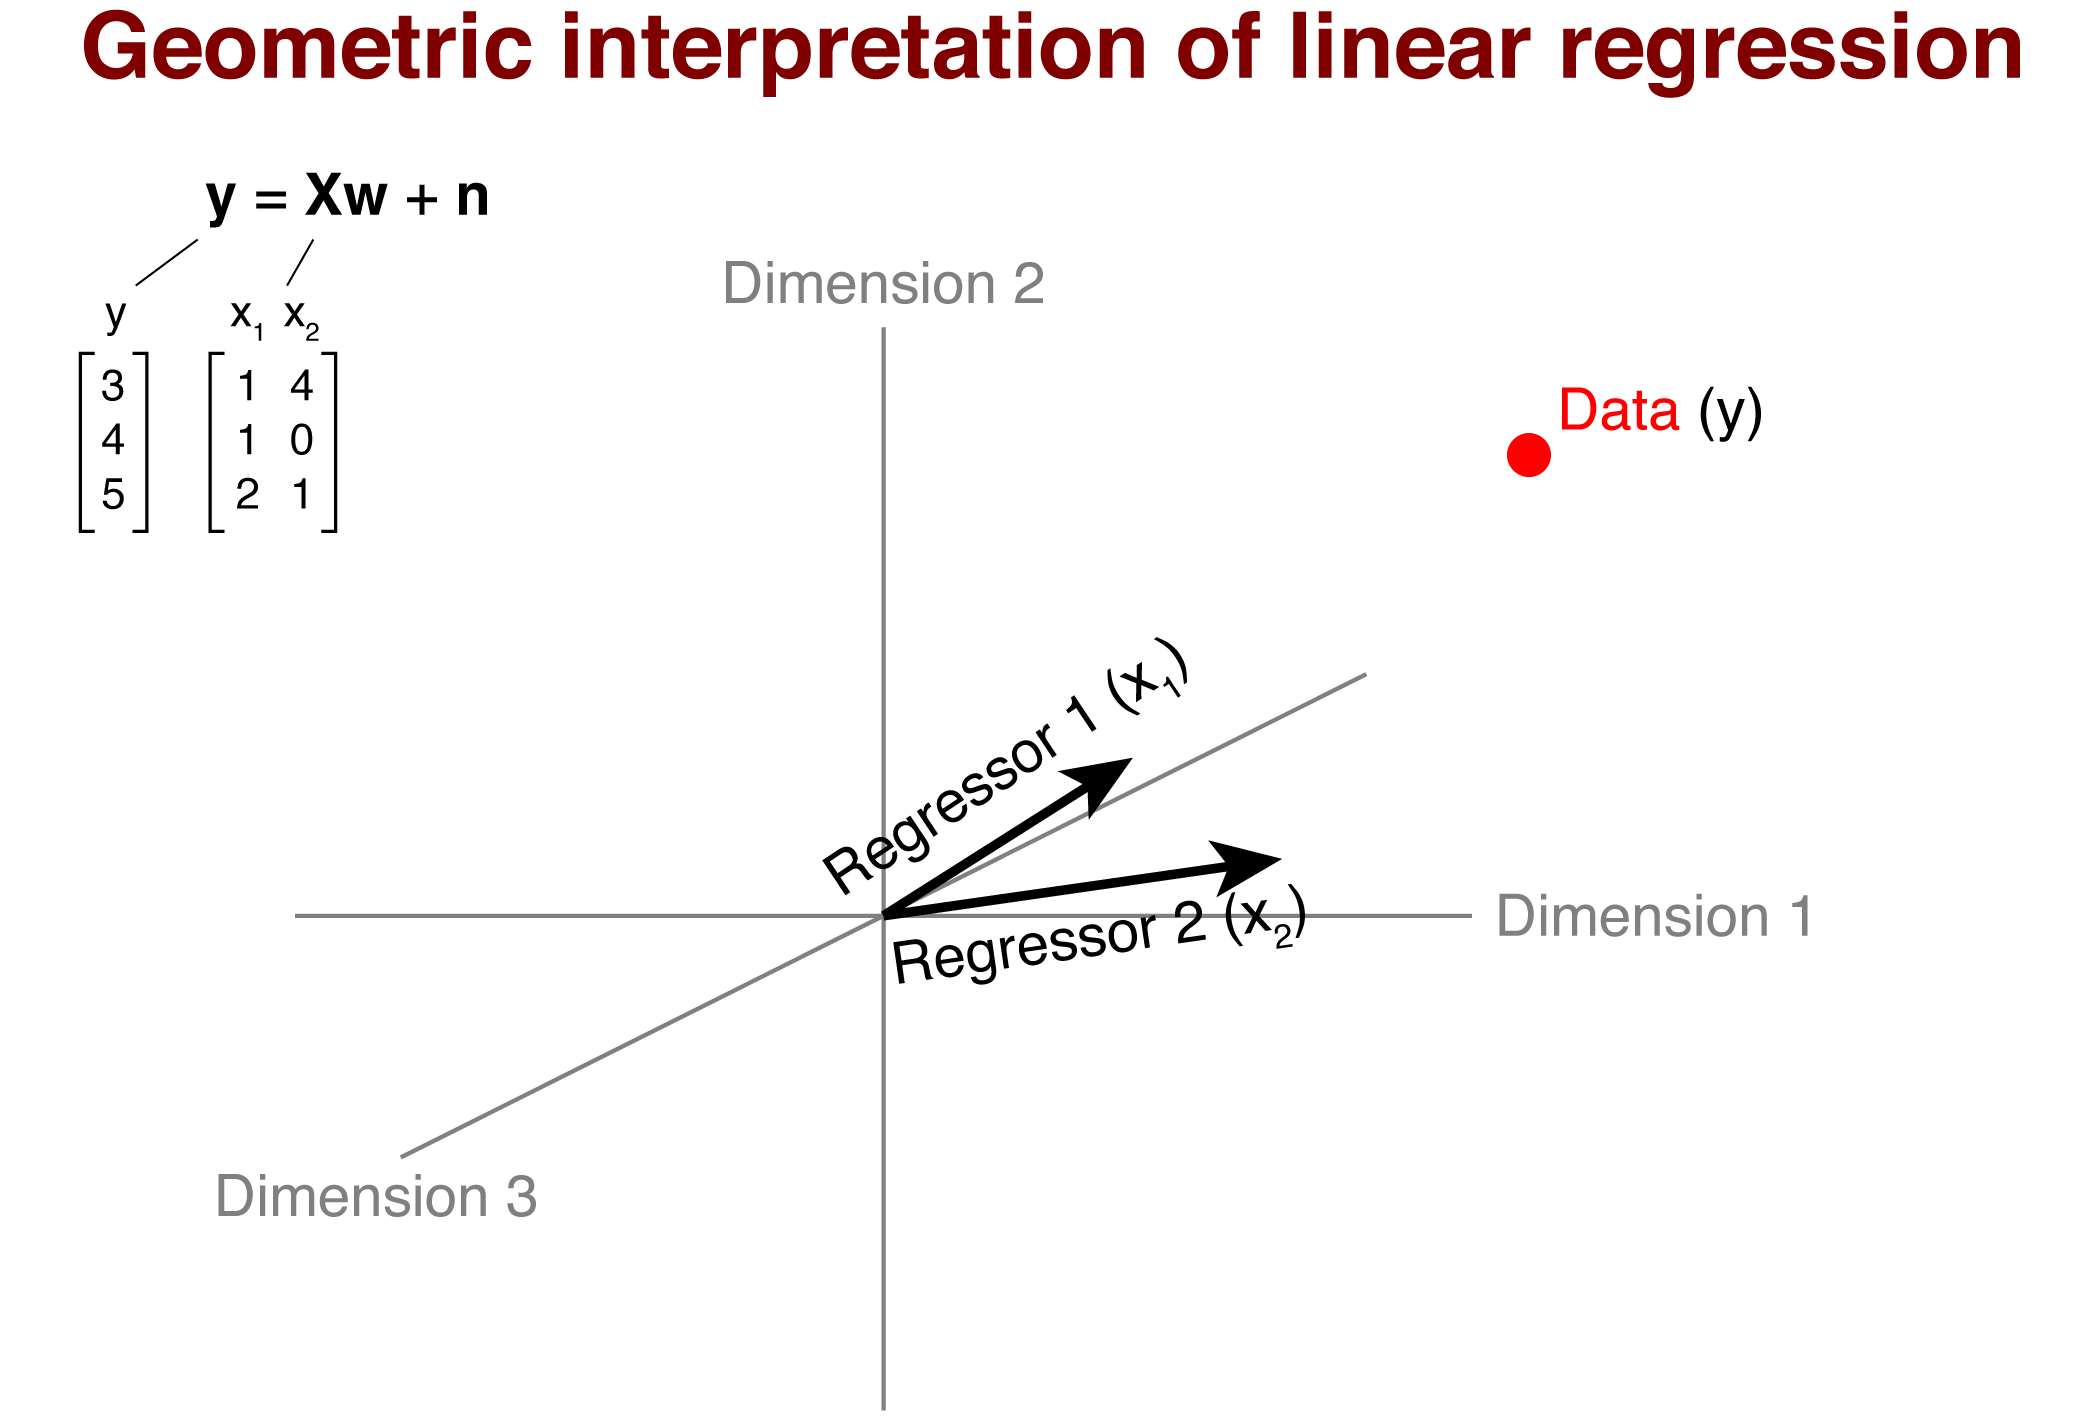 Geometric interpretation of linear regression
y = Xw + n
y x₁ x₂
3 1 4
4 1 0
5 2 1
Dimension 2
Data (y)
Regressor 1 (x₁)
Regressor 2 (x₂)
Dimension 1
Dimension 3